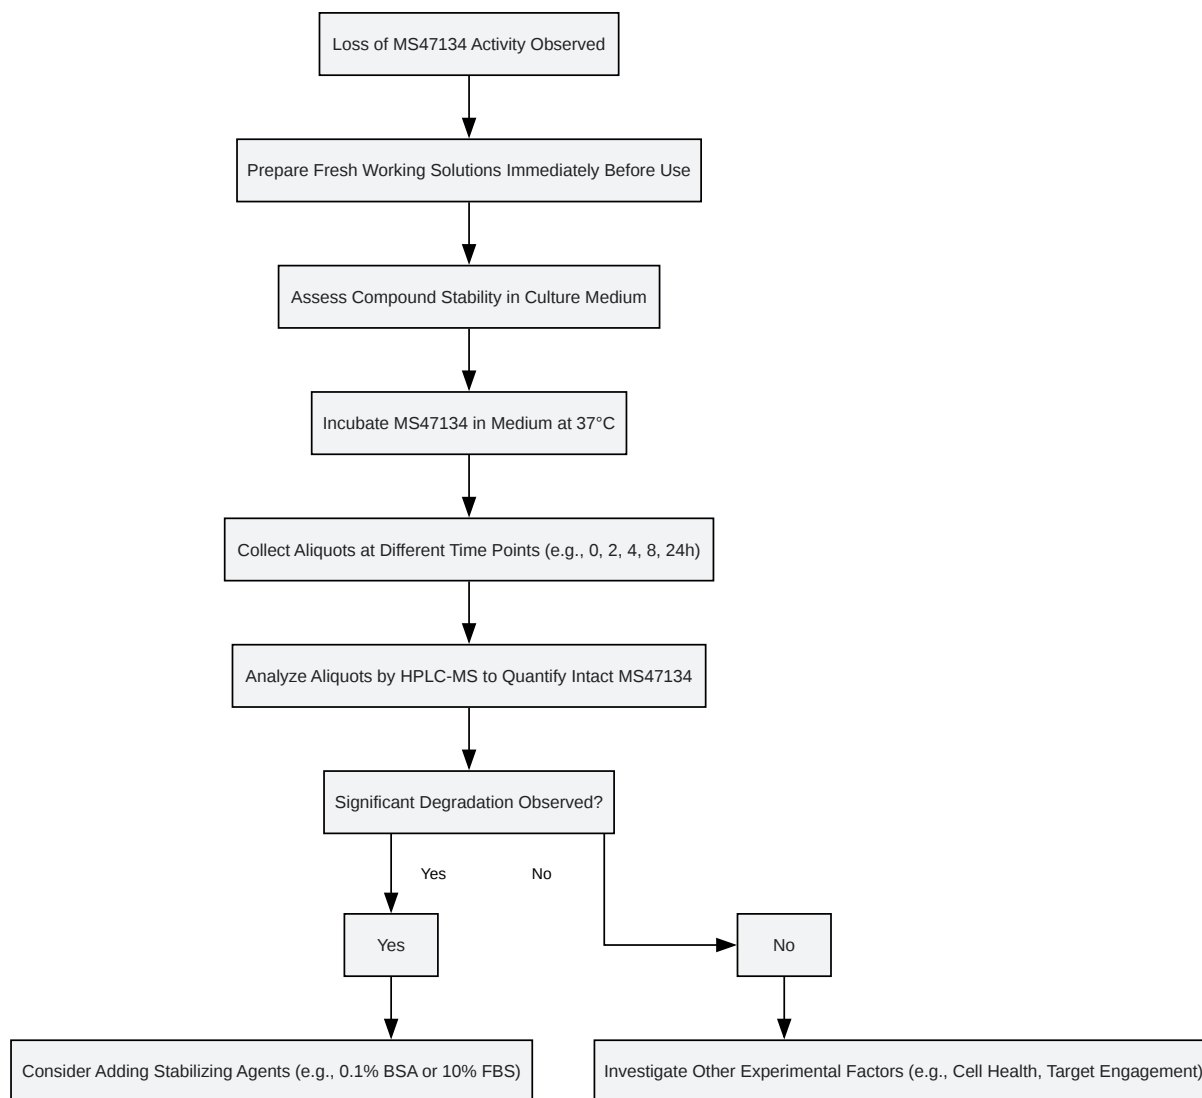 Loss of MS47134 Activity Observed
Prepare Fresh Working Solutions Immediately Before Use
Assess Compound Stability in Culture Medium
Incubate MS47134 in Medium at 37°C
Collect Aliquots at Different Time Points (e.g., 0, 2, 4, 8, 24h)
Analyze Aliquots by HPLC-MS to Quantify Intact MS47134
Significant Degradation Observed?
Yes
No
Yes
No
Consider Adding Stabilizing Agents (e.g., 0.1% BSA or 10% FBS)
Investigate Other Experimental Factors (e.g., Cell Health, Target Engagement)